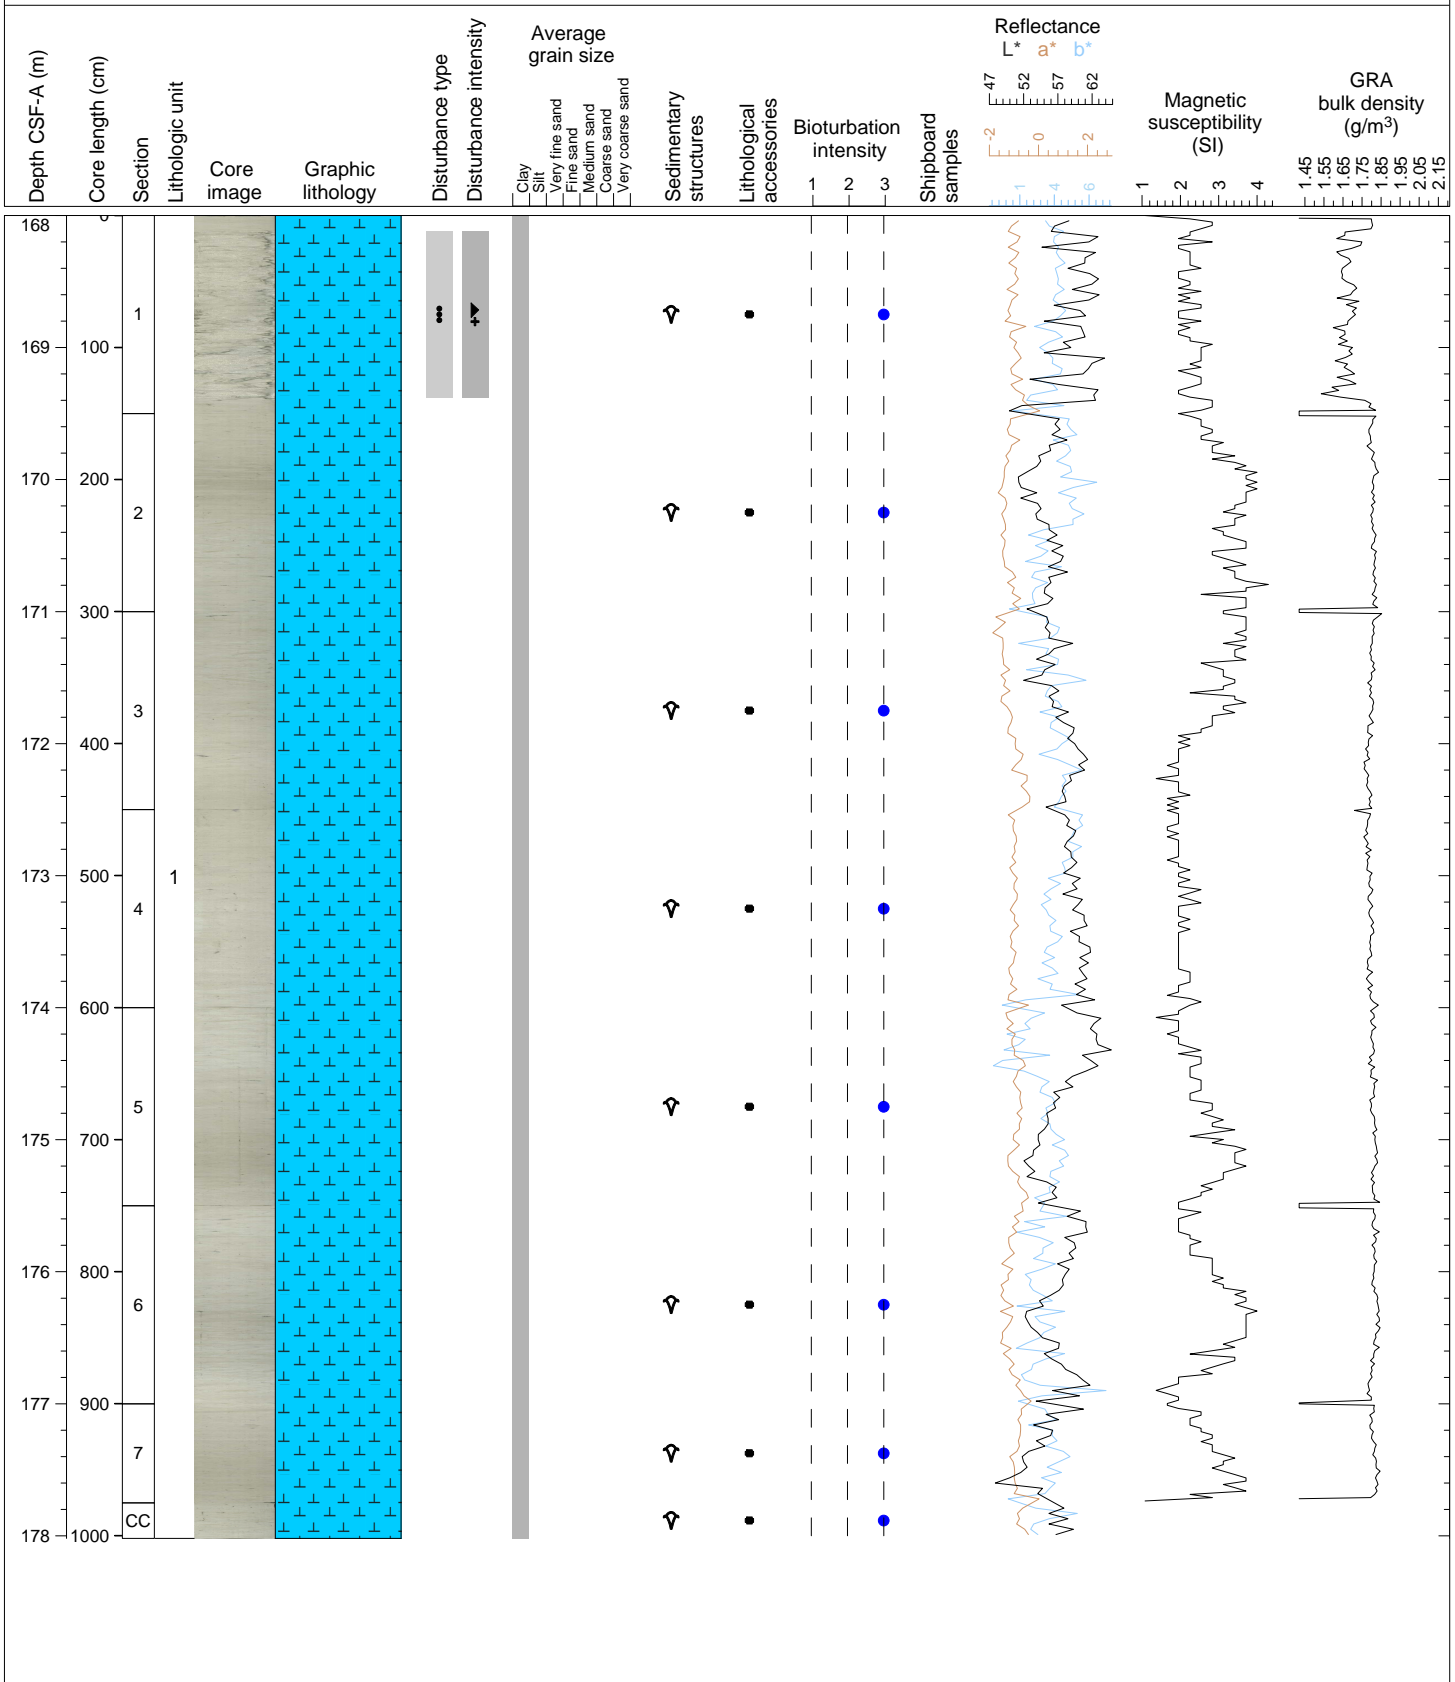 Depth CSF-A (m)
Core length (cm)
Section
Lithologic unit
Core
image
Graphic
lithology
Disturbance type
Disturbance intensity
Average
grain size
Clay
Silt
Very fine sand
Fine sand
Medium sand
Coarse sand
Very coarse sand
Sedimentary
structures
Lithological
accessories
Bioturbation
intensity
1 2 3
Shipboard
samples
Reflectance
L* a* b*
47 52 57 62
-2 0 2
1 4 6
Magnetic
susceptibility
(SI)
1 2 3 4
GRA
bulk density
(g/m³)
1.45 1.55 1.65 1.75 1.85 1.95 2.05 2.15
168 0
1
169 100
170 200
2
171 300
3
172 400
173 500 1
4
174 600
5
175 700
176 800
6
177 900
7
CC
178 1000